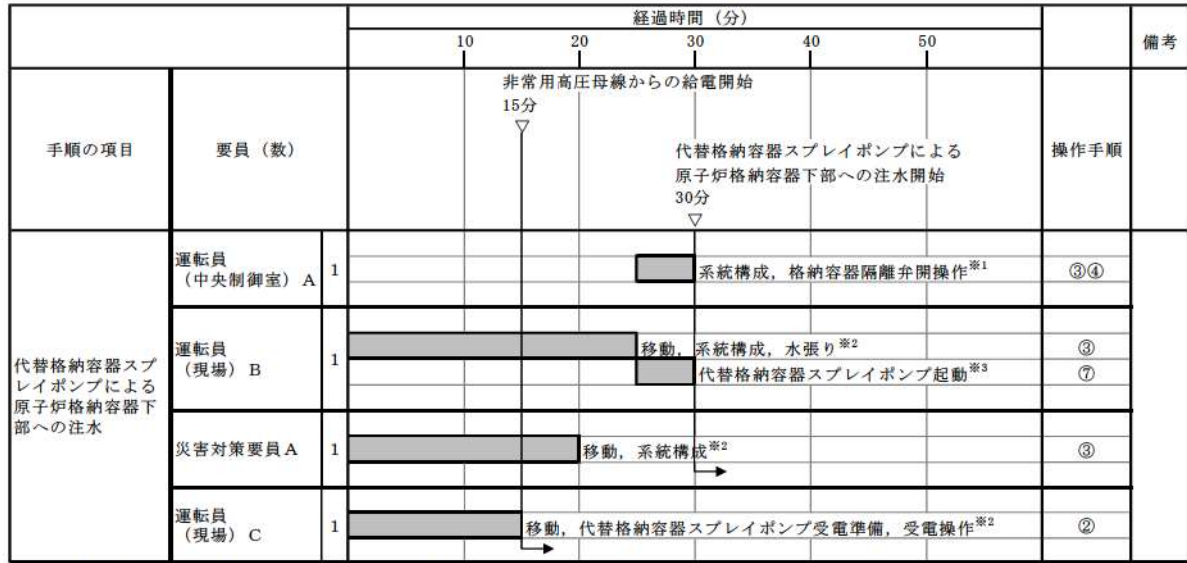 経過時間（分）
10 20 30 40 50
備考
手順の項目
要員（数）
操作手順
非常用高圧母線からの給電開始
15分
▽
代替格納容器スプレイポンプによる
原子炉格納容器下部への注水開始
30分
▽
代替格納容器スプ
レイポンプによる
原子炉格納容器下
部への注水
運転員
（中央制御室）A
1
系統構成，格納容器隔離弁開操作※1
③④
運転員
（現場）B
1
移動，系統構成，水張り※2
③
代替格納容器スプレイポンプ起動※3
⑦
災害対策要員A
1
移動，系統構成※2
③
運転員
（現場）C
1
移動，代替格納容器スプレイポンプ受電準備，受電操作※2
②